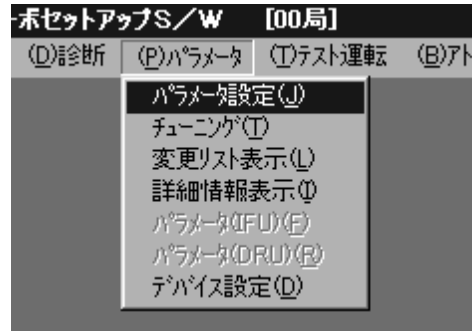 ーボセットアップS／W [00局]
(D)診断 (P)ﾊﾟﾗﾒｰﾀ (T)ﾃｽﾄ運転 (B)ｱﾄ
ﾊﾟﾗﾒｰﾀ設定(J)
ﾁｭｰﾆﾝｸﾞ(T)
変更ﾘｽﾄ表示(L)
詳細情報表示(I)
ﾊﾟﾗﾒｰﾀ(IFU)(F)
ﾊﾟﾗﾒｰﾀ(DRU)(R)
ﾃﾞﾊﾞｲｽ設定(D)